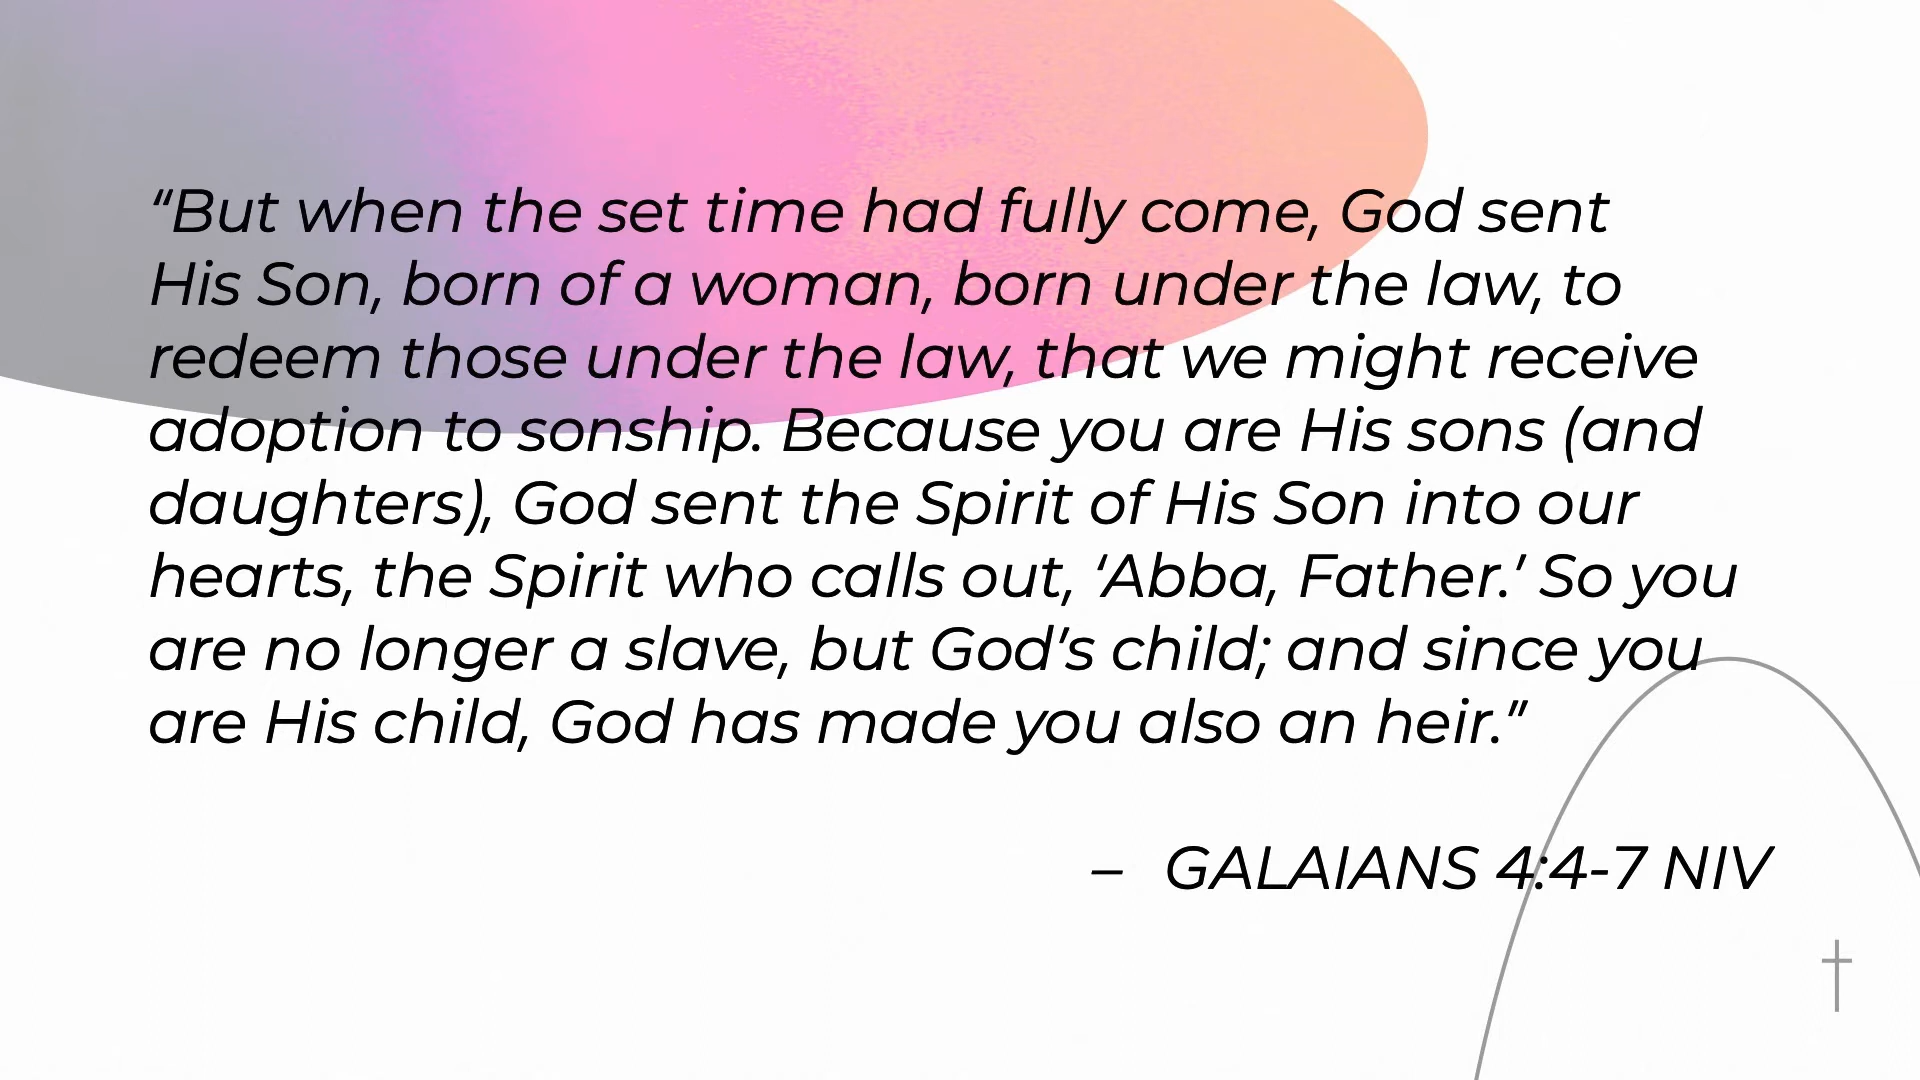 “But when the set time had fully come, God sent
His Son, born of a woman, born under the law, to
redeem those under the law, that we might receive
adoption to sonship. Because you are His sons (and
daughters), God sent the Spirit of His Son into our
hearts, the Spirit who calls out, ‘Abba, Father.’ So you
are no longer a slave, but God’s child; and since you
are His child, God has made you also an heir.”
– GALAIANS 4:4-7 NIV